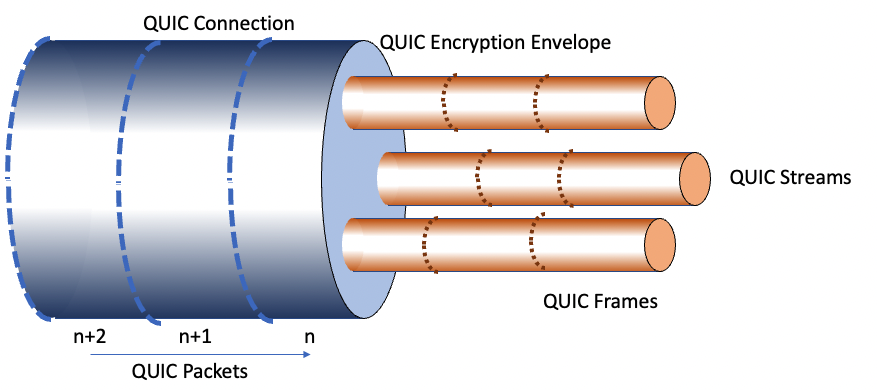 QUIC Connection
QUIC Encryption Envelope
QUIC Streams
QUIC Frames
n+2 n+1 n
QUIC Packets